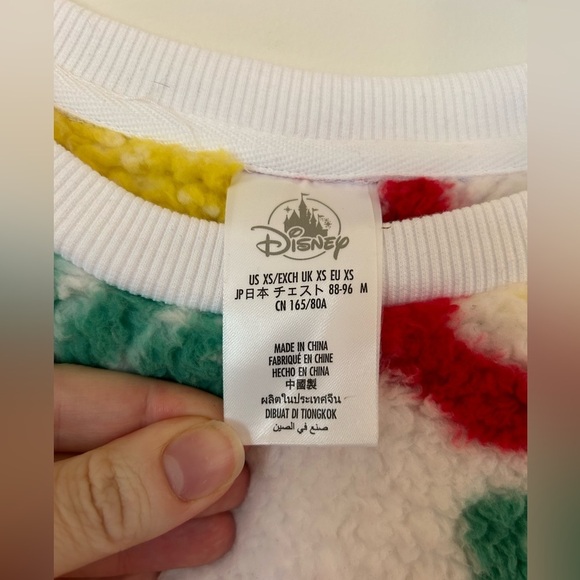 Disney
US XS/EXCH UK XS EU XS
JP日本 チェスト 88-96 M
CN 165/80A
MADE IN CHINA
FABRIQUÉ EN CHINE
HECHO EN CHINA
中國製
ผลิตในประเทศจีน
DIBUAT DI TIONGKOK
صنع في الصين